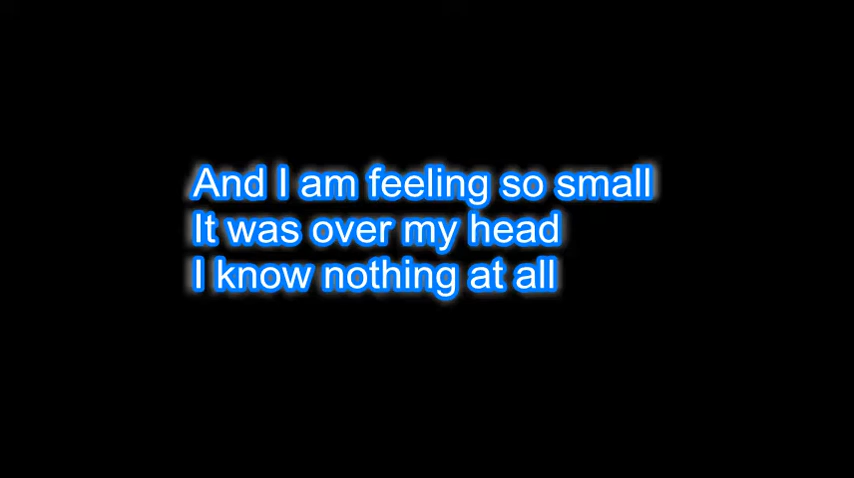 And I am feeling so small
It was over my head
I know nothing at all